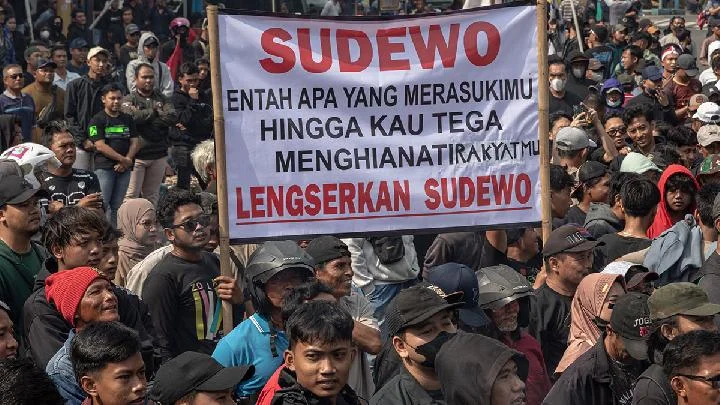 SUDEWO
ENTAH APA YANG MERASUKIMU
HINGGA KAU TEGA
MENGHIANATI RAKYATMU
LENGSERKAN SUDEWO